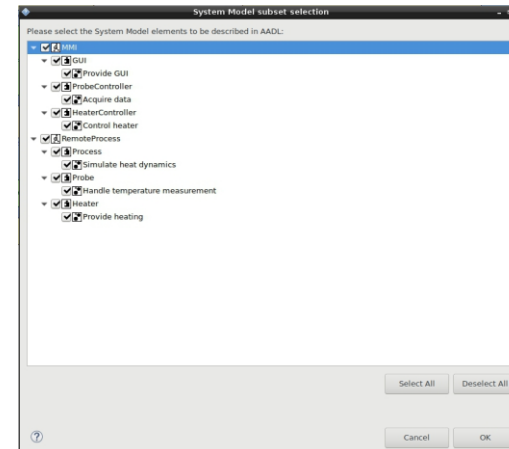 System Model subset selection
Please select the System Model elements to be described in AADL:
MMI
GUI
Provide GUI
ProbeController
Acquire data
HeaterController
Control heater
RemoteProcess
Process
Simulate heat dynamics
Probe
Handle temperature measurement
Heater
Provide heating
Select All
Deselect All
?
Cancel
OK